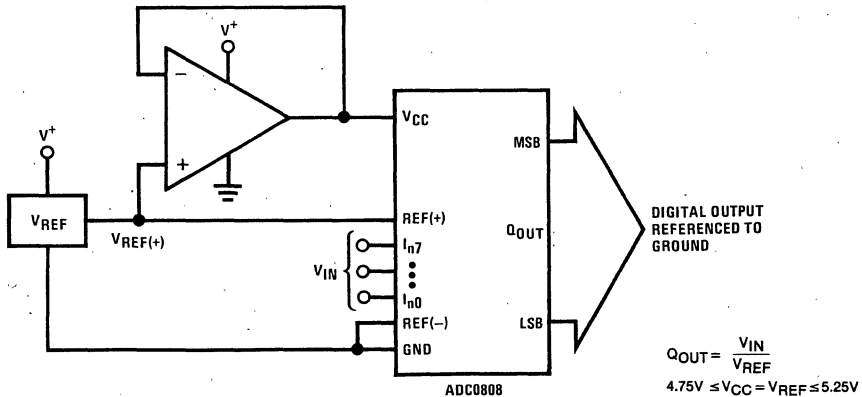 V+
−
V+
VCC
MSB
+
VREF
VREF(+)
REF(+)
QOUT
DIGITAL OUTPUT
REFERENCED TO
GROUND
VIN
In7
In0
REF(−)
GND
LSB
ADC0808
QOUT = VIN / VREF
4.75V ≤ VCC = VREF ≤ 5.25V